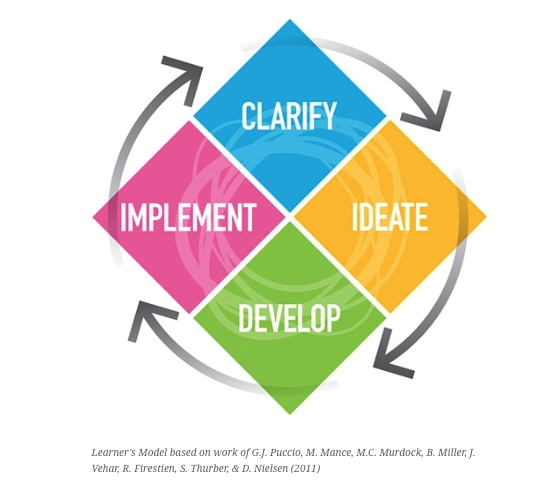 CLARIFY
IMPLEMENT
IDEATE
DEVELOP
Learner's Model based on work of G.J. Puccio, M. Mance, M.C. Murdock, B. Miller, J.
Vehar, R. Firestien, S. Thurber, & D. Nielsen (2011)